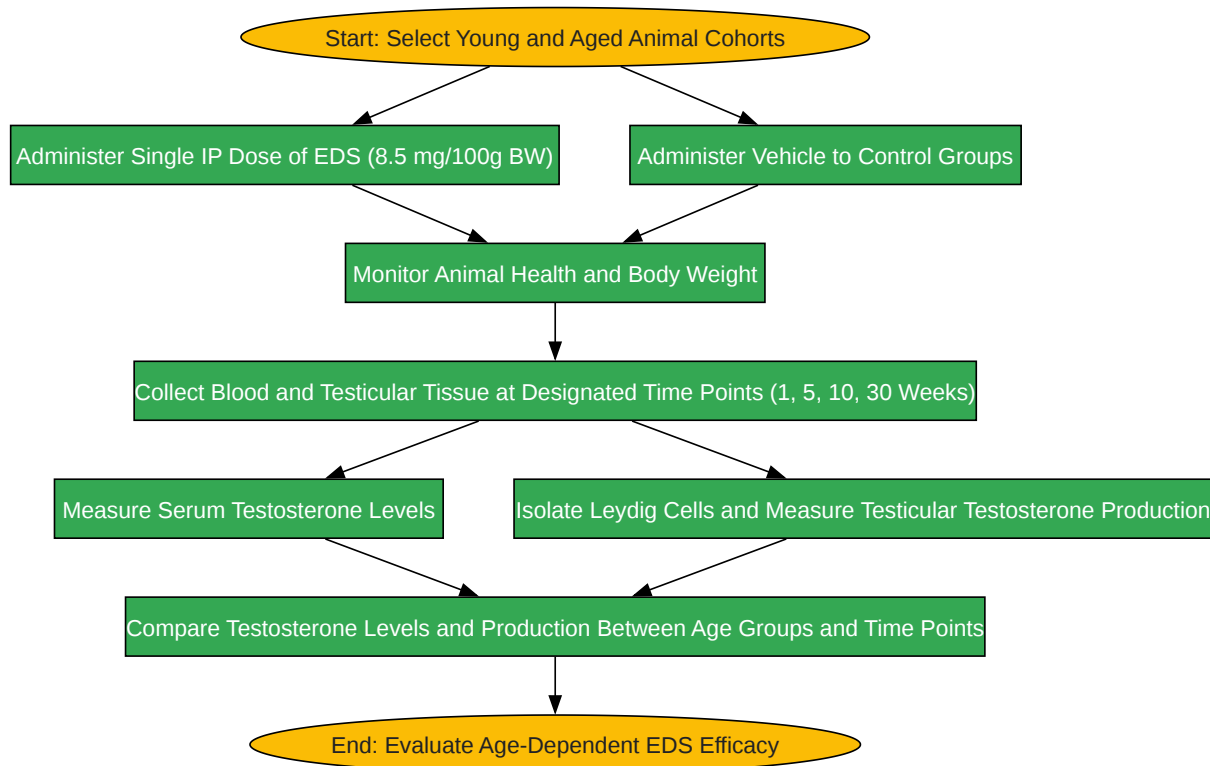 Start: Select Young and Aged Animal Cohorts
Administer Single IP Dose of EDS (8.5 mg/100g BW)
Administer Vehicle to Control Groups
Monitor Animal Health and Body Weight
Collect Blood and Testicular Tissue at Designated Time Points (1, 5, 10, 30 Weeks)
Measure Serum Testosterone Levels
Isolate Leydig Cells and Measure Testicular Testosterone Production
Compare Testosterone Levels and Production Between Age Groups and Time Points
End: Evaluate Age-Dependent EDS Efficacy